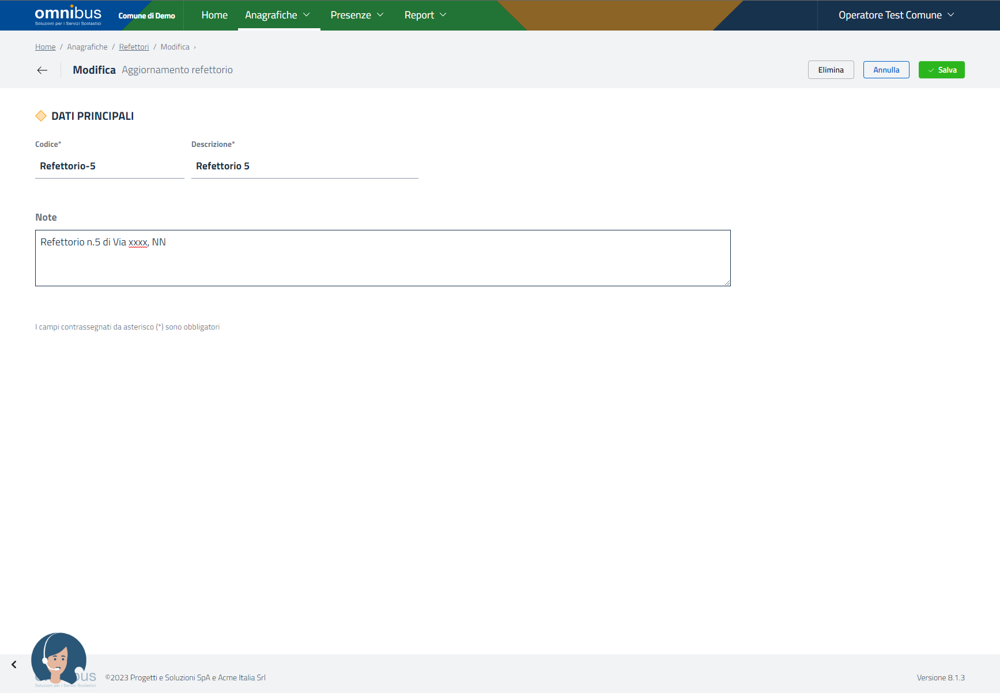 omnibus
Soluzioni per i Servizi Scolastici
Comune di Demo
Home
Anagrafiche
Presenze
Report
Operatore Test Comune
Home / Anagrafiche / Refettori / Modifica ›
Modifica Aggiornamento refettorio
Elimina
Annulla
Salva
DATI PRINCIPALI
Codice*
Descrizione*
Refettorio-5
Refettorio 5
Note
Refettorio n.5 di Via xxxx, NN
I campi contrassegnati da asterisco (*) sono obbligatori
Soluzioni per i Servizi Scolastici
©2023 Progetti e Soluzioni SpA e Acme Italia Srl
Versione 8.1.3